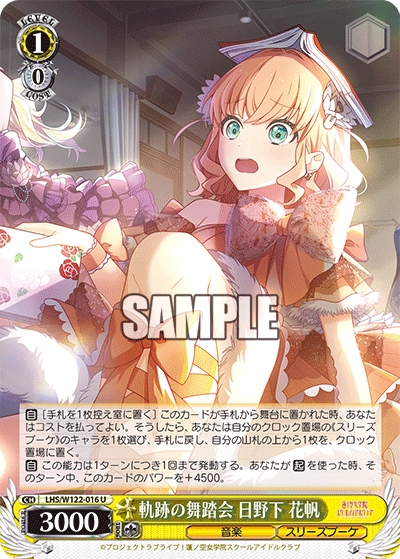 LEVEL
1
0
COST
SAMPLE
自［手札を1枚控え室に置く］このカードが手札から舞台に置かれた時、あなた
はコストを払ってよい。そうしたら、あなたは自分のクロック置場の《スリーズ
ブーケ》のキャラを1枚選び、手札に戻し、自分の山札の上から1枚を、クロック
置場に置く。
自 この能力は1ターンにつき1回まで発動する。あなたが起を使った時、そ
のターン中、このカードのパワーを＋4500。
CH LHS/W122-016 U
3000
軌跡の舞踏会 日野下 花帆
音楽
スリーズブーケ
©プロジェクトラブライブ！蓮ノ空女学院スクールアイドルクラブ